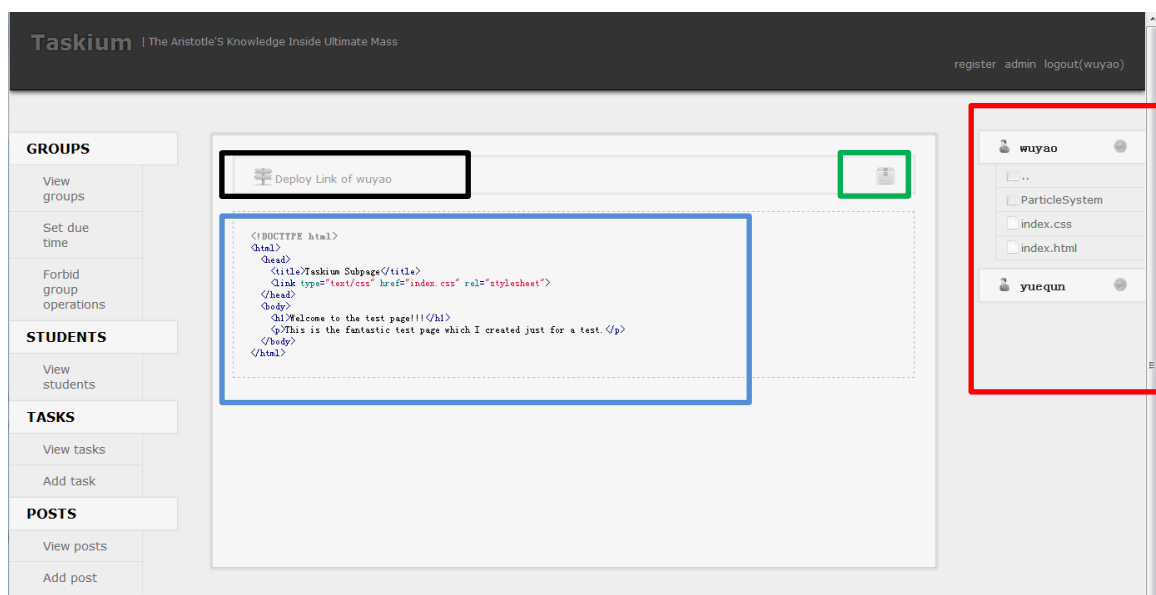 Taskium | The Aristotle'S Knowledge Inside Ultimate Mass
register admin logout(wuyao)
GROUPS
View
groups
Set due
time
Forbid
group
operations
STUDENTS
View
students
TASKS
View tasks
Add task
POSTS
View posts
Add post
Deploy Link of wuyao
<!DOCTYPE html>
<html>
<head>
<title>Taskium Subpage</title>
<link type="text/css" href="index.css" rel="stylesheet">
</head>
<body>
<h1>Welcome to the test page!!!</h1>
<p>This is the fantastic test page which I created just for a test.</p>
</body>
</html>
wuyao
..
ParticleSystem
index.css
index.html
yuequn